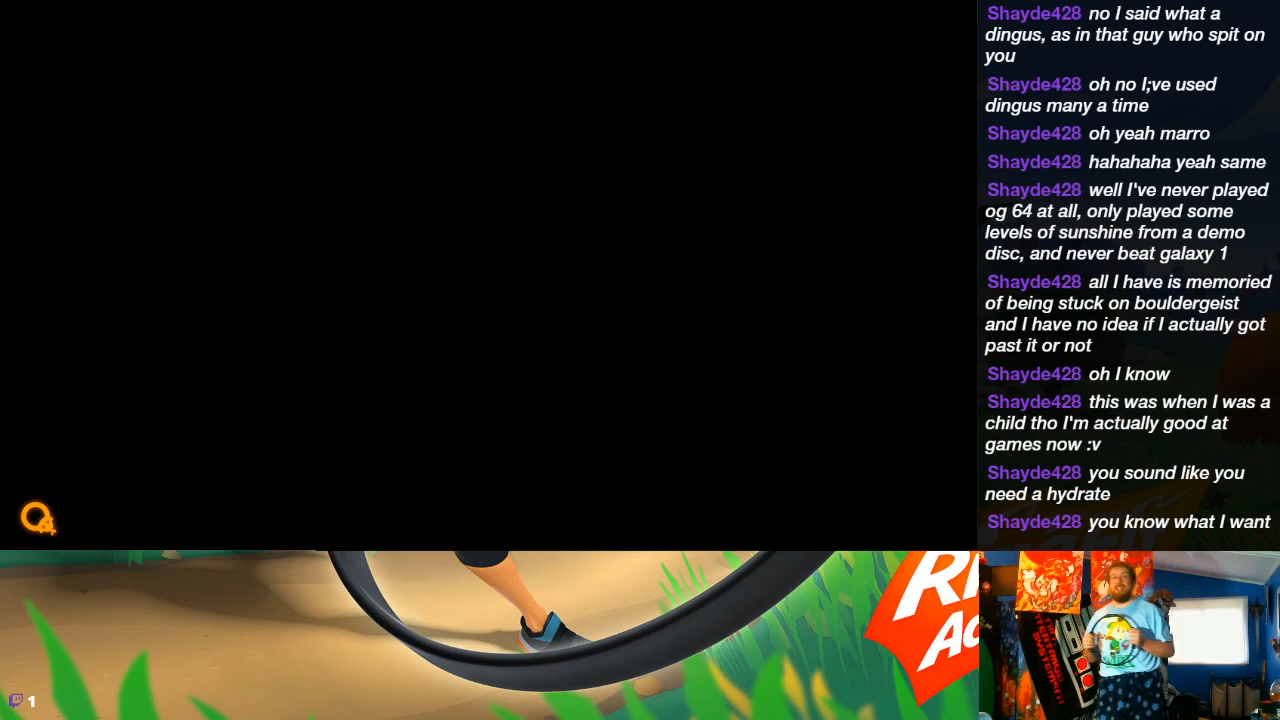 Shayde428 no I said what a
dingus, as in that guy who spit on
you
Shayde428 oh no I;ve used
dingus many a time
Shayde428 oh yeah marro
Shayde428 hahahaha yeah same
Shayde428 well I've never played
og 64 at all, only played some
levels of sunshine from a demo
disc, and never beat galaxy 1
Shayde428 all I have is memoried
of being stuck on bouldergeist
and I have no idea if I actually got
past it or not
Shayde428 oh I know
Shayde428 this was when I was a
child tho I'm actually good at
games now :v
Shayde428 you sound like you
need a hydrate
Shayde428 you know what I want
1